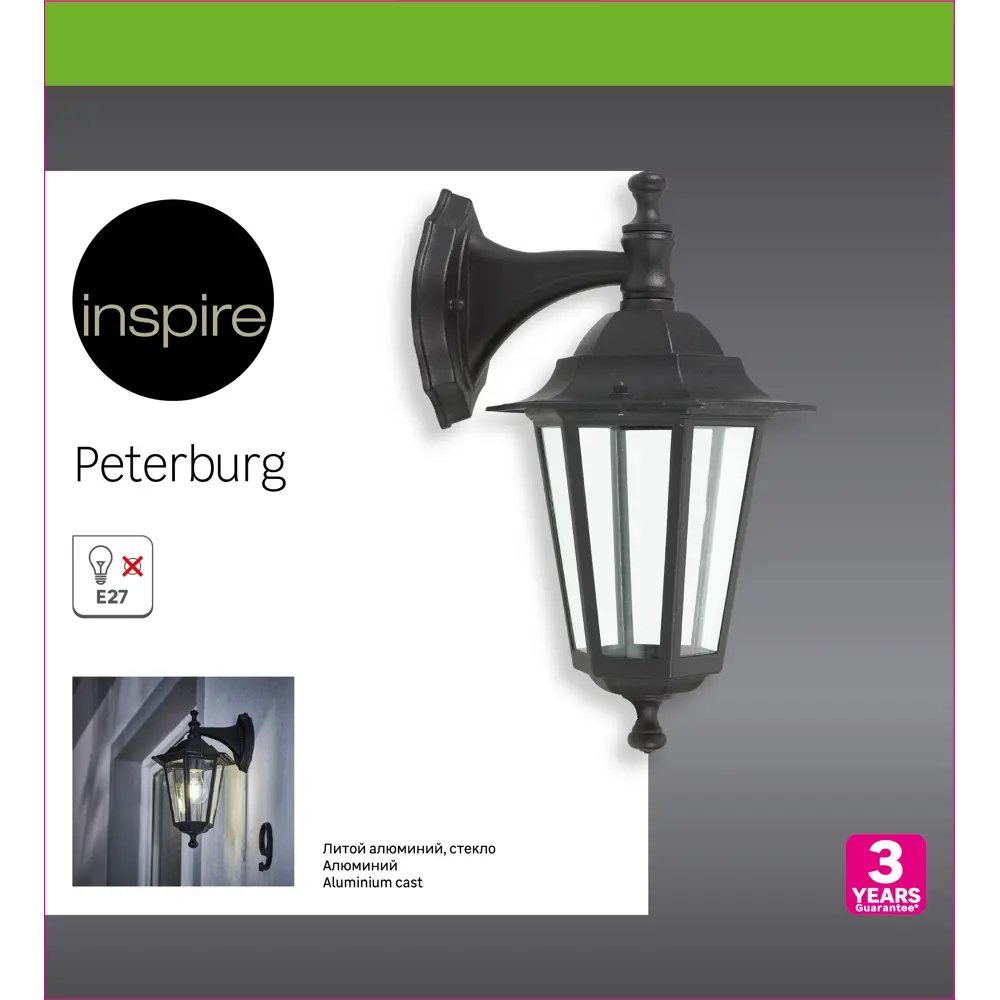 inspire
Peterburg
E27
9
Литой алюминий, стекло
Алюминий
Aluminium cast
3
YEARS
Guarantee*